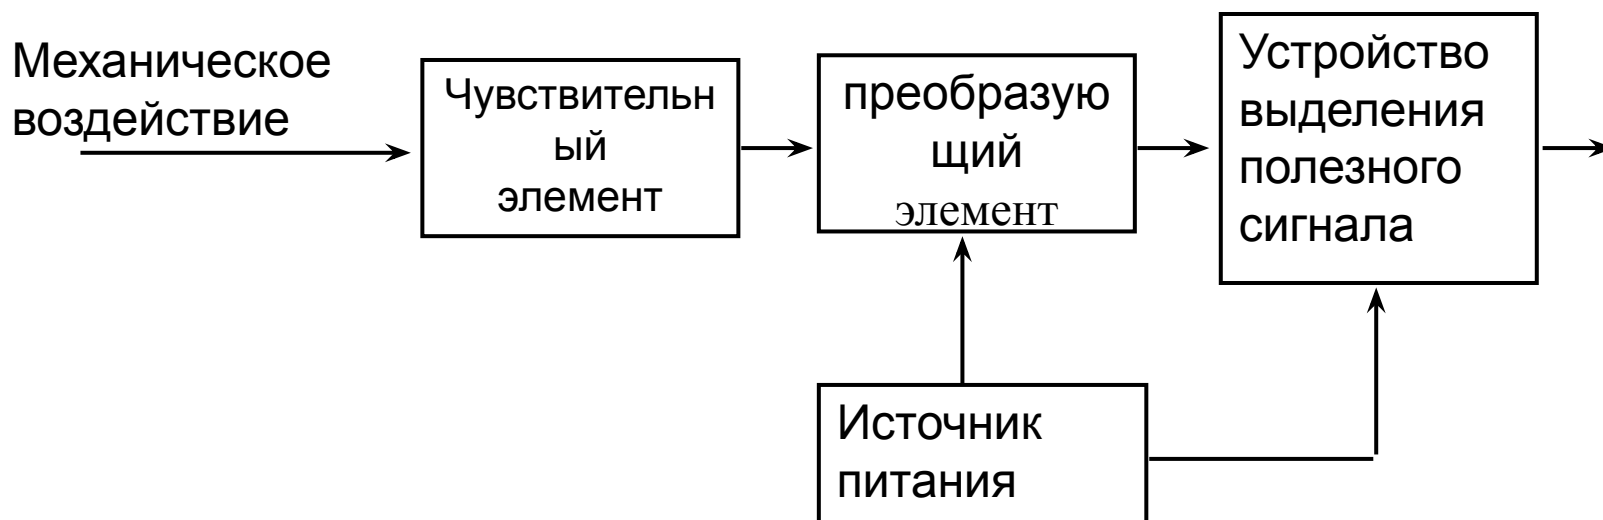 Механическое
воздействие
Чувствительн
ый
элемент
преобразую
щий
элемент
Устройство
выделения
полезного
сигнала
Источник
питания